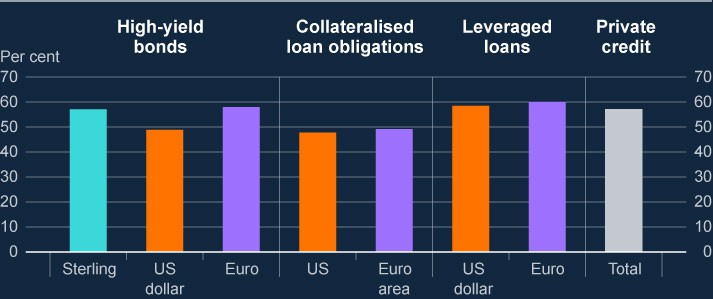 High-yield
bonds
Collateralised
loan obligations
Leveraged
loans
Private
credit
Per cent
70 70
60 60
50 50
40 40
30 30
20 20
10 10
0 0
Sterling US Euro US Euro US Euro Total
dollar area dollar